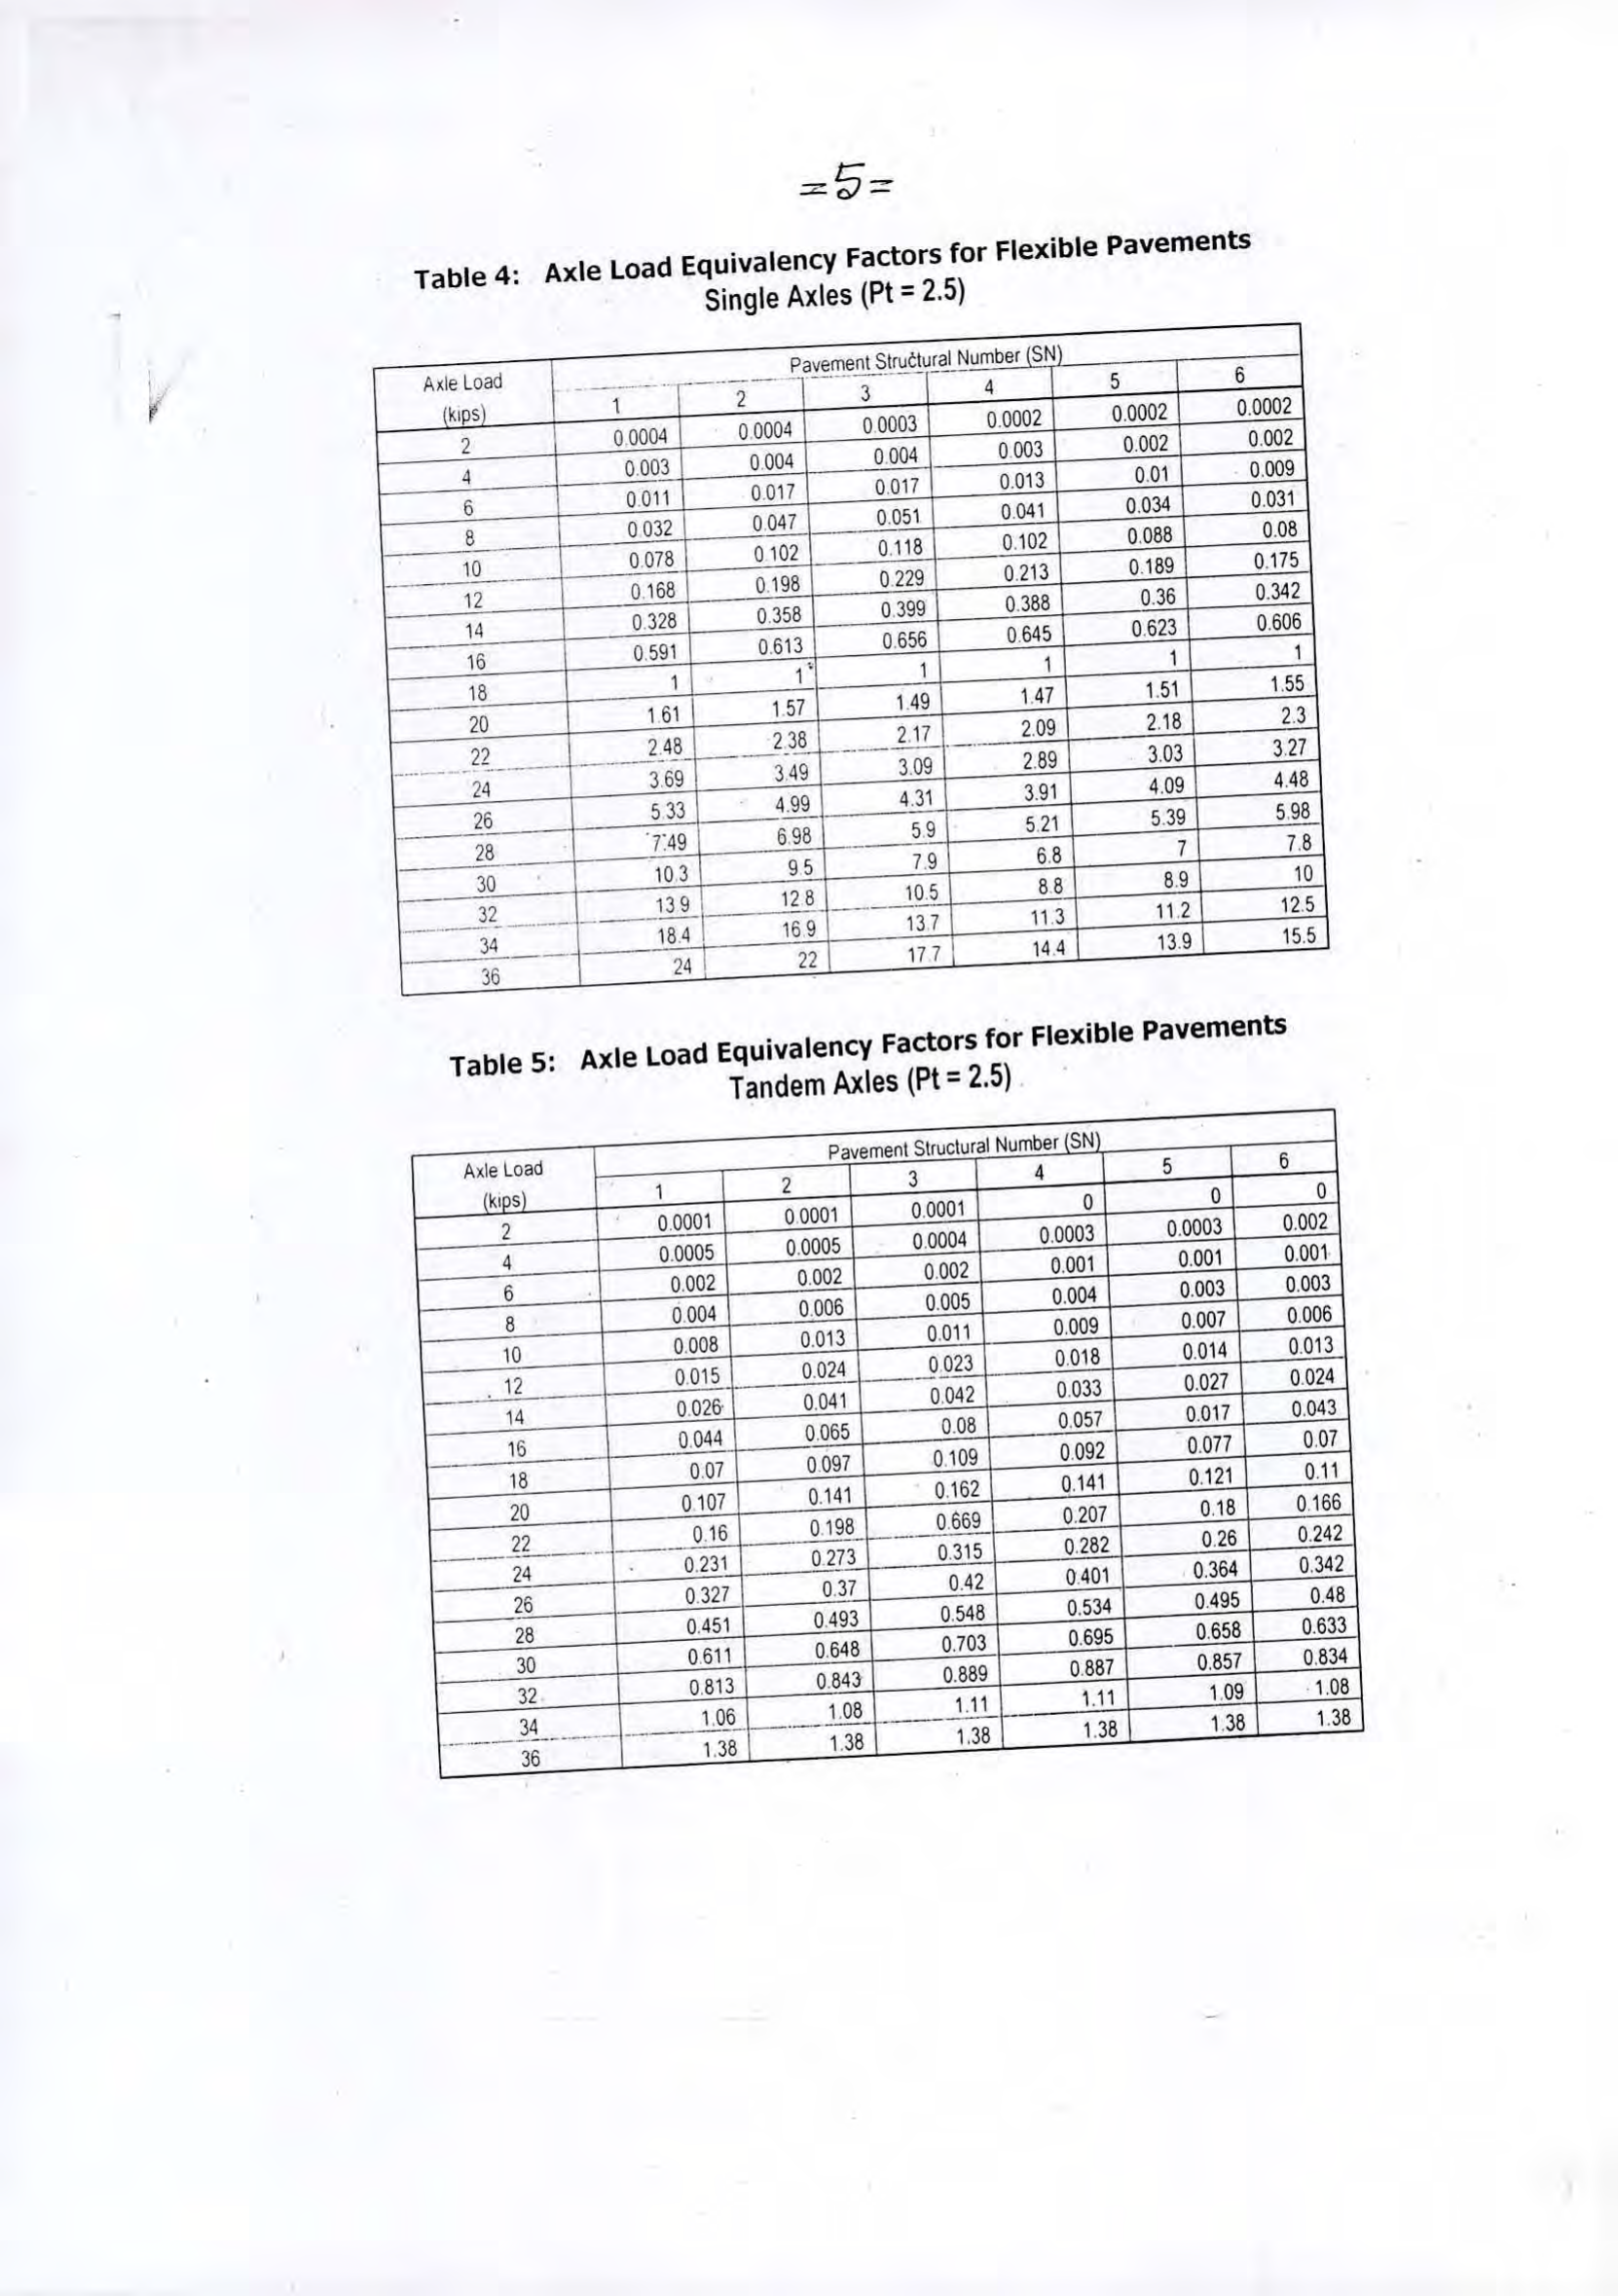 =5=
Table 4: Axle Load Equivalency Factors for Flexible Pavements
Single Axles (Pt = 2.5)
Axle Load (kips) Pavement Structural Number (SN)
1 2 3 4 5 6
2 0.0004 0.0004 0.0003 0.0002 0.0002 0.0002
4 0.003 0.004 0.004 0.003 0.002 0.002
6 0.011 0.017 0.017 0.013 0.01 0.009
8 0.032 0.047 0.051 0.041 0.034 0.031
10 0.078 0.102 0.118 0.102 0.088 0.08
12 0.168 0.198 0.229 0.213 0.189 0.175
14 0.328 0.358 0.399 0.388 0.36 0.342
16 0.591 0.613 0.656 0.645 0.623 0.606
18 1 1 1 1 1 1
20 1.61 1.57 1.49 1.47 1.51 1.55
22 2.48 2.38 2.17 2.09 2.18 2.3
24 3.69 3.49 3.09 2.89 3.03 3.27
26 5.33 4.99 4.31 3.91 4.09 4.48
28 7.49 6.98 5.9 5.21 5.39 5.98
30 10.3 9.5 7.9 6.8 7 7.8
32 13.9 12.8 10.5 8.8 8.9 10
34 18.4 16.9 13.7 11.3 11.2 12.5
36 24 22 17.7 14.4 13.9 15.5
Table 5: Axle Load Equivalency Factors for Flexible Pavements
Tandem Axles (Pt = 2.5)
Axle Load (kips) Pavement Structural Number (SN)
1 2 3 4 5 6
2 0.0001 0.0001 0.0001 0 0 0
4 0.0005 0.0005 0.0004 0.0003 0.0003 0.002
6 0.002 0.002 0.002 0.001 0.001 0.001
8 0.004 0.006 0.005 0.004 0.003 0.003
10 0.008 0.013 0.011 0.009 0.007 0.006
12 0.015 0.024 0.023 0.018 0.014 0.013
14 0.026 0.041 0.042 0.033 0.027 0.024
16 0.044 0.065 0.08 0.057 0.017 0.043
18 0.07 0.097 0.109 0.092 0.077 0.07
20 0.107 0.141 0.162 0.141 0.121 0.11
22 0.16 0.198 0.669 0.207 0.18 0.166
24 0.231 0.273 0.315 0.282 0.26 0.242
26 0.327 0.37 0.42 0.401 0.364 0.342
28 0.451 0.493 0.548 0.534 0.495 0.48
30 0.611 0.648 0.703 0.695 0.658 0.633
32 0.813 0.843 0.889 0.887 0.857 0.834
34 1.06 1.08 1.11 1.11 1.09 1.08
36 1.38 1.38 1.38 1.38 1.38 1.38